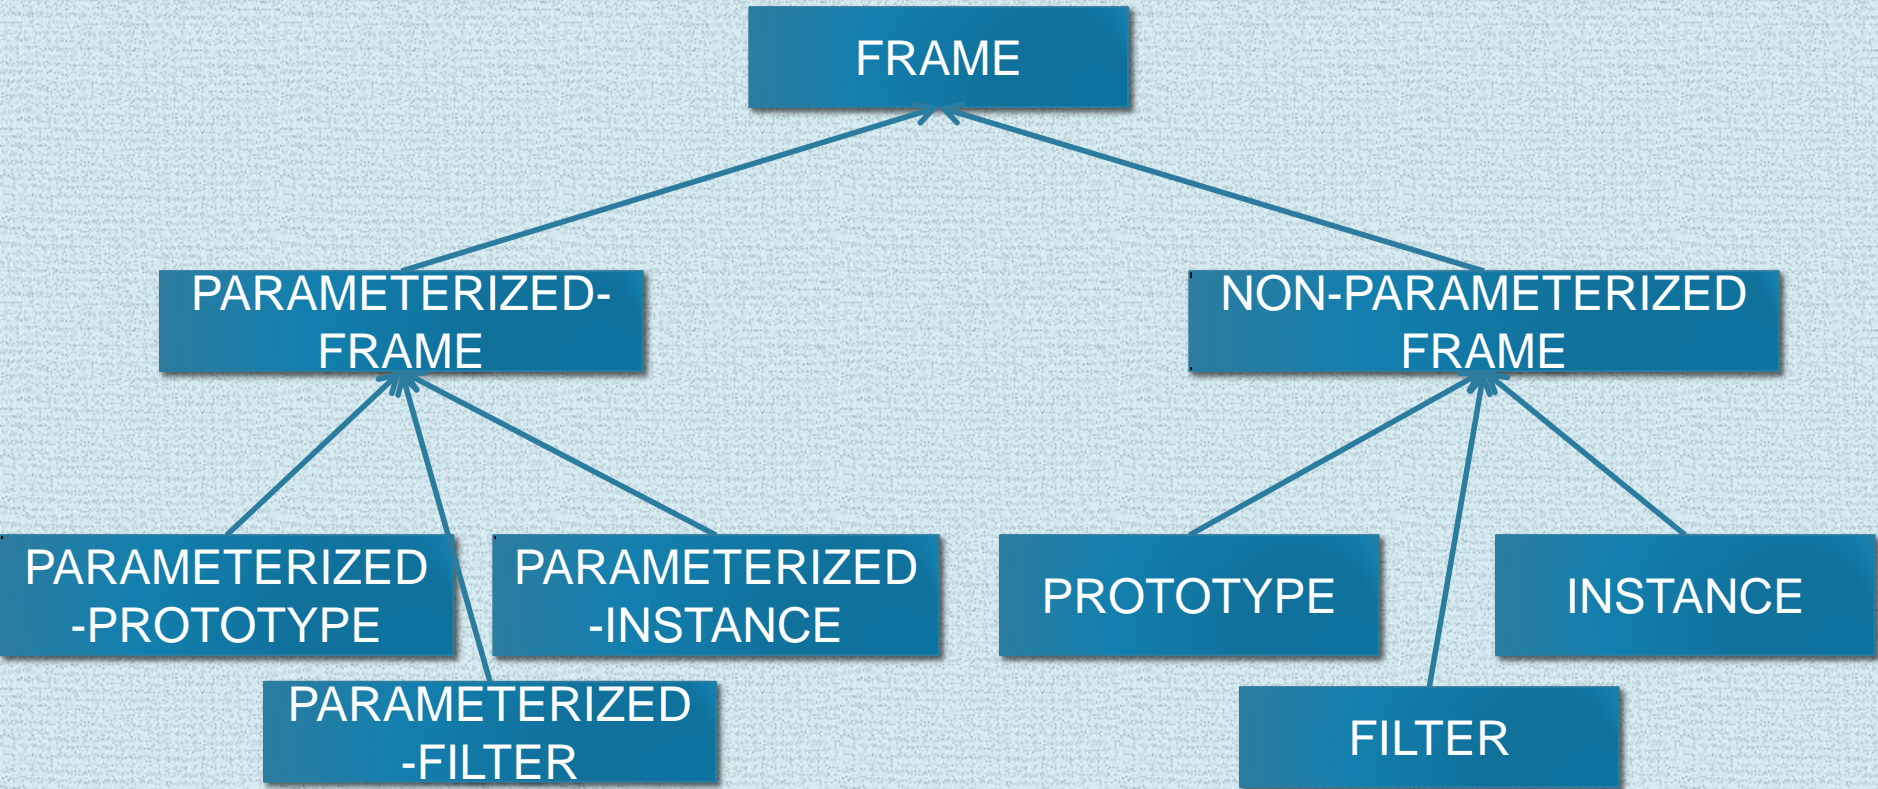 FRAME
PARAMETERIZED-
FRAME
NON-PARAMETERIZED
FRAME
PARAMETERIZED
-PROTOTYPE
PARAMETERIZED
-INSTANCE
PROTOTYPE
INSTANCE
PARAMETERIZED
-FILTER
FILTER